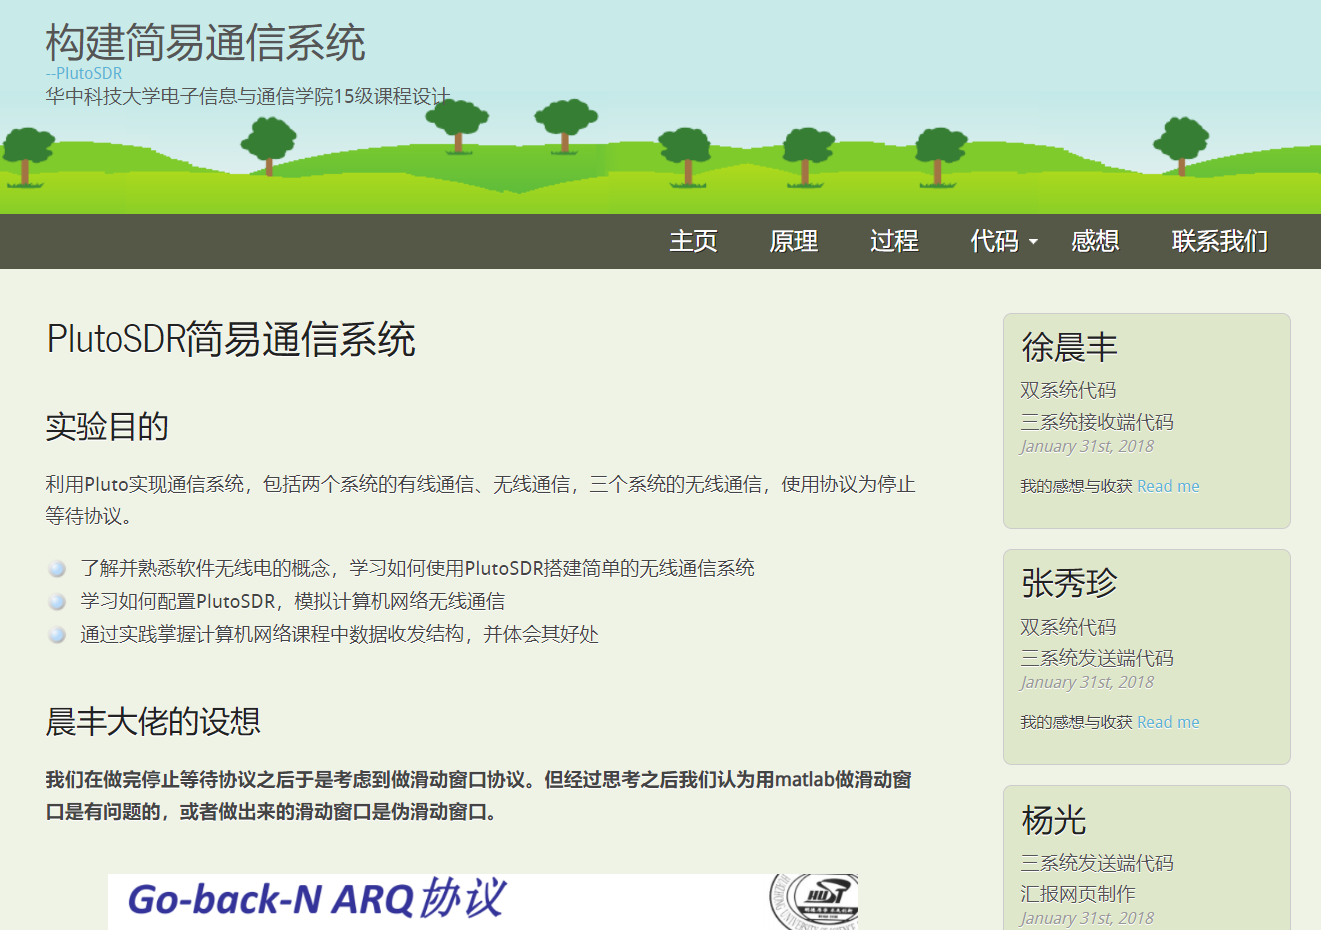 构建简易通信系统
--PlutoSDR
华中科技大学电子信息与通信学院15级课程设计
主页 原理 过程 代码 感想 联系我们
PlutoSDR简易通信系统
实验目的
利用Pluto实现通信系统，包括两个系统的有线通信、无线通信，三个系统的无线通信，使用协议为停止
等待协议。
了解并熟悉软件无线电的概念，学习如何使用PlutoSDR搭建简单的无线通信系统
学习如何配置PlutoSDR，模拟计算机网络无线通信
通过实践掌握计算机网络课程中数据收发结构，并体会其好处
晨丰大佬的设想
我们在做完停止等待协议之后于是考虑到做滑动窗口协议。但经过思考之后我们认为用matlab做滑动窗
口是有问题的，或者做出来的滑动窗口是伪滑动窗口。
Go-back-N ARQ协议
徐晨丰
双系统代码
三系统接收端代码
January 31st, 2018
我的感想与收获 Read me
张秀珍
双系统代码
三系统发送端代码
January 31st, 2018
我的感想与收获 Read me
杨光
三系统发送端代码
汇报网页制作
January 31st, 2018